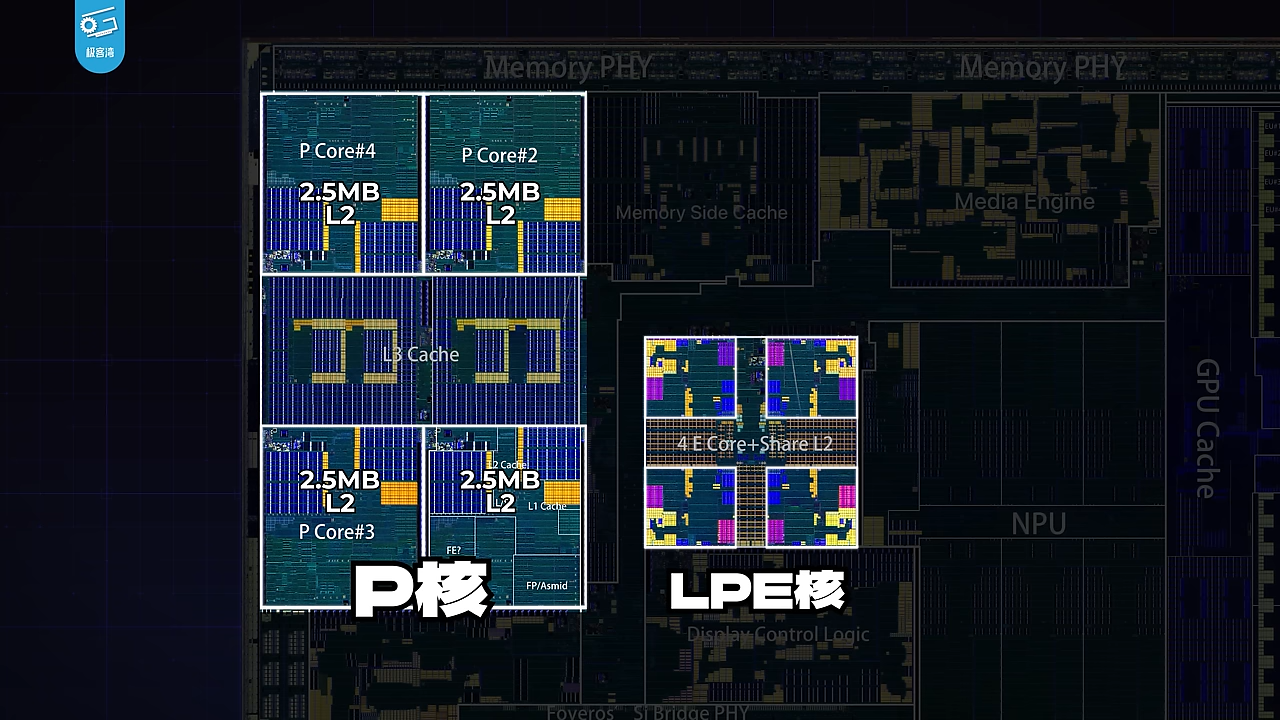 极客湾
Memory PHY
Memory PHY
P Core#4
2.5MB
L2
P Core#2
2.5MB
L2
Memory Side Cache
Media Engine
L3 Cache
GPU Cache
4 E Core+Share L2
2.5MB
L2
P Core#3
L2 Cache
2.5MB
L2
L1 Cache
FE?
FP/Asmid
NPU
P核
LPE核
Display Control Logic
Foveros Si Bridge PHY